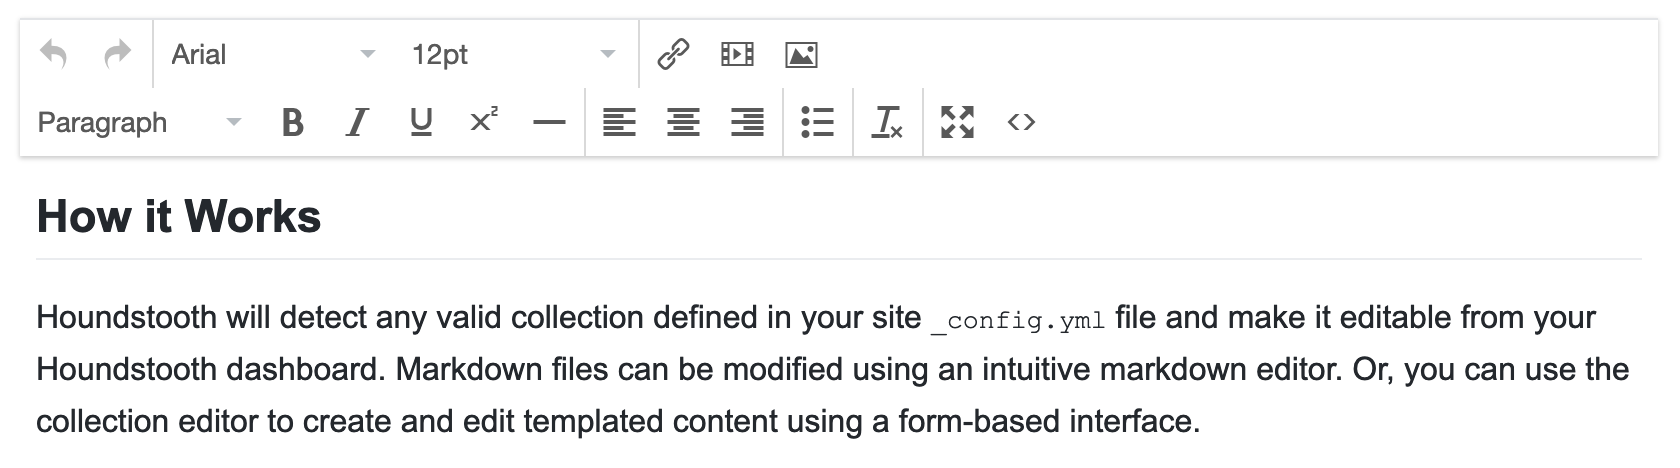 Arial 12pt
Paragraph B I U x²
How it Works
Houndstooth will detect any valid collection defined in your site _config.yml file and make it editable from your
Houndstooth dashboard. Markdown files can be modified using an intuitive markdown editor. Or, you can use the
collection editor to create and edit templated content using a form-based interface.